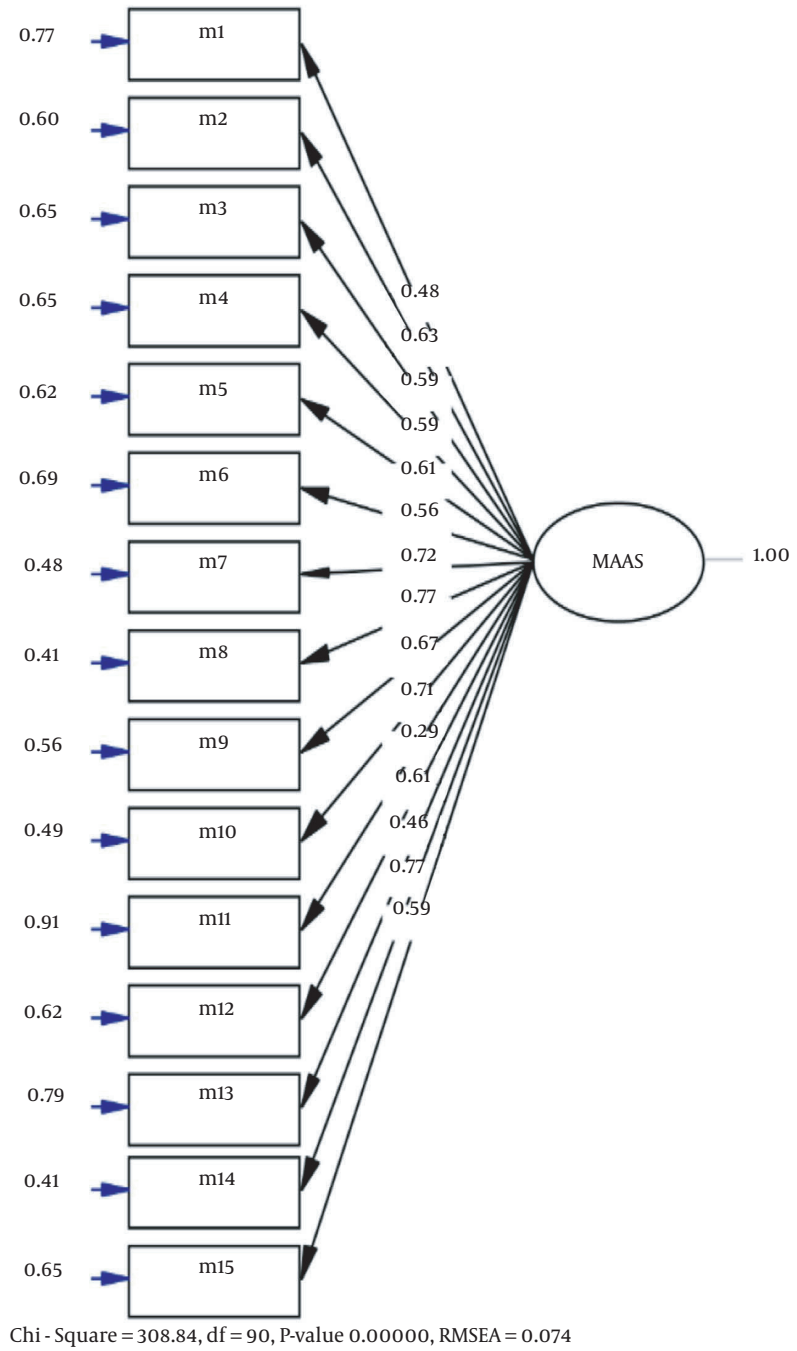 0.77 m1
0.60 m2
0.65 m3
0.65 m4
0.62 m5
0.69 m6
0.48 m7
0.41 m8
0.56 m9
0.49 m10
0.91 m11
0.62 m12
0.79 m13
0.41 m14
0.65 m15
0.48
0.63
0.59
0.59
0.61
0.56
0.72
0.77
0.67
0.71
0.29
0.61
0.46
0.77
0.59
MAAS 1.00
Chi - Square = 308.84, df = 90, P-value 0.00000, RMSEA = 0.074